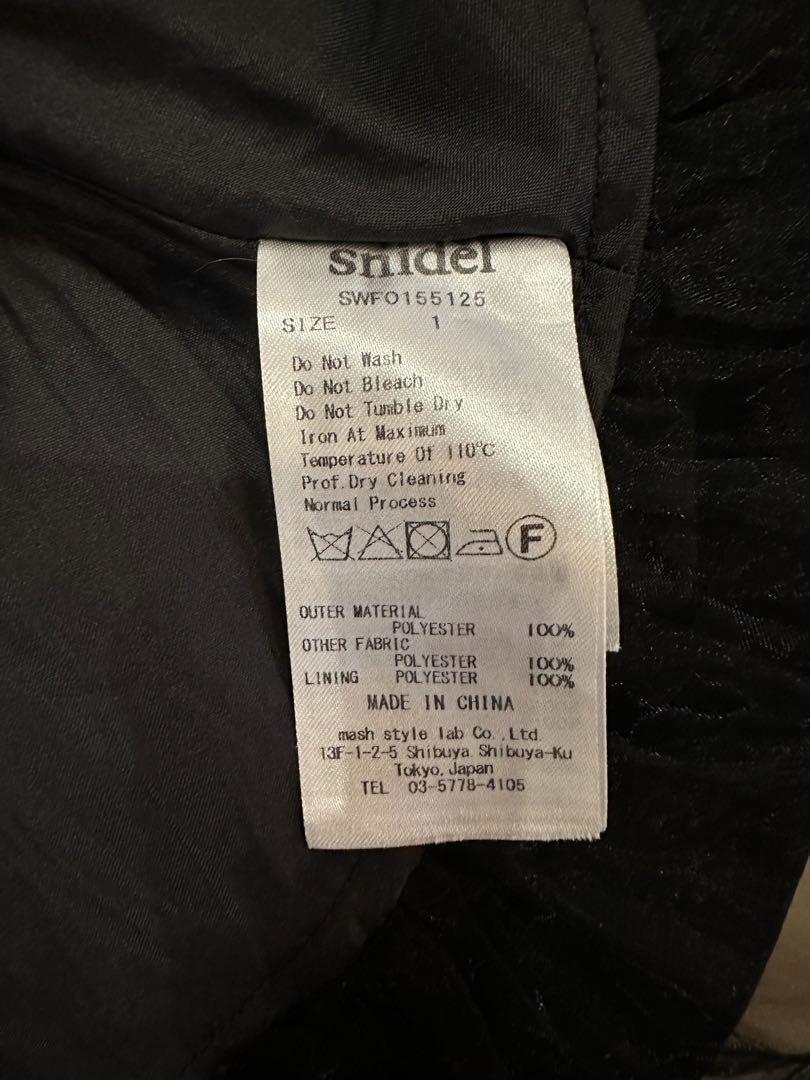 snidel
SWFO155125
SIZE 1
Do Not Wash
Do Not Bleach
Do Not Tumble Dry
Iron At Maximum
Temperature Of 110℃
Prof.Dry Cleaning
Normal Process
F
OUTER MATERIAL
POLYESTER 100%
OTHER FABRIC
POLYESTER 100%
LINING POLYESTER 100%
MADE IN CHINA
mash style lab Co.,Ltd.
13F-1-2-5 Shibuya.Shibuya-Ku
Tokyo,Japan
TEL 03-5778-4105